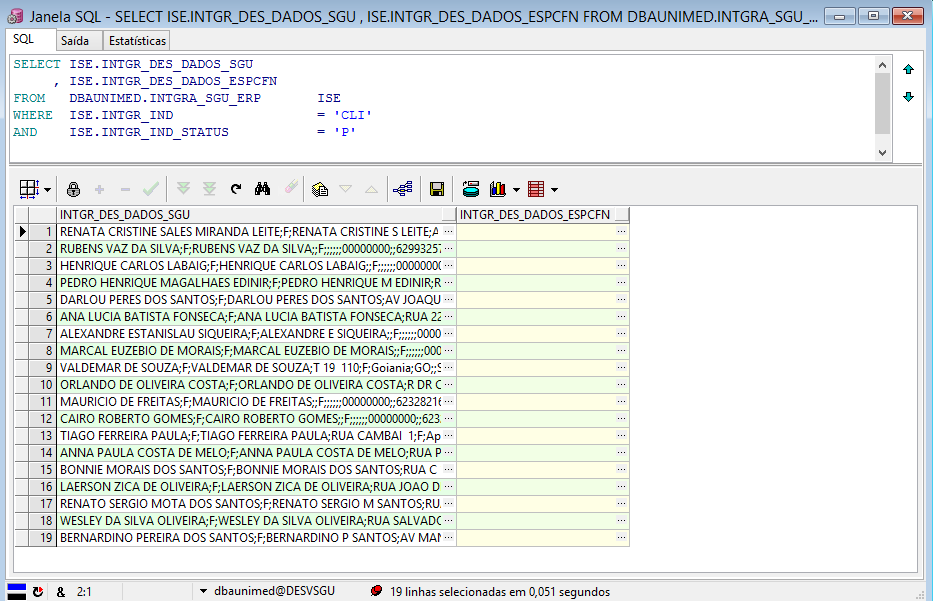 Janela SQL - SELECT ISE.INTGR_DES_DADOS_SGU , ISE.INTGR_DES_DADOS_ESPCFN FROM DBAUNIMED.INTGRA_SGU_...
SQL Saída Estatísticas
SELECT ISE.INTGR_DES_DADOS_SGU
, ISE.INTGR_DES_DADOS_ESPCFN
FROM DBAUNIMED.INTGRA_SGU_ERP ISE
WHERE ISE.INTGR_IND = 'CLI'
AND ISE.INTGR_IND_STATUS = 'P'
INTGR_DES_DADOS_SGU INTGR_DES_DADOS_ESPCFN
1 RENATA CRISTINE SALES MIRANDA LEITE;F;RENATA CRISTINE S LEITE;A ... ...
2 RUBENS VAZ DA SILVA;F;RUBENS VAZ DA SILVA;;F;;;;;;00000000;;62993257 ... ...
3 HENRIQUE CARLOS LABAIG;F;HENRIQUE CARLOS LABAIG;;F;;;;;;00000000 ... ...
4 PEDRO HENRIQUE MAGALHAES EDINIR;F;PEDRO HENRIQUE M EDINIR;R ... ...
5 DARLOU PERES DOS SANTOS;F;DARLOU PERES DOS SANTOS;AV JOAQU ... ...
6 ANA LUCIA BATISTA FONSECA;F;ANA LUCIA BATISTA FONSECA;RUA 22 ... ...
7 ALEXANDRE ESTANISLAU SIQUEIRA;F;ALEXANDRE E SIQUEIRA;;F;;;;;;0000 ... ...
8 MARCAL EUZEBIO DE MORAIS;F;MARCAL EUZEBIO DE MORAIS;;F;;;;;;000 ... ...
9 VALDEMAR DE SOUZA;F;VALDEMAR DE SOUZA;T 19 110;F;Goiania;GO;;S ... ...
10 ORLANDO DE OLIVEIRA COSTA;F;ORLANDO DE OLIVEIRA COSTA;R DR C ... ...
11 MAURICIO DE FREITAS;F;MAURICIO DE FREITAS;;F;;;;;;00000000;;62328216 ... ...
12 CAIRO ROBERTO GOMES;F;CAIRO ROBERTO GOMES;;F;;;;;;00000000;;623 ... ...
13 TIAGO FERREIRA PAULA;F;TIAGO FERREIRA PAULA;RUA CAMBAI 1;F;Ap ... ...
14 ANNA PAULA COSTA DE MELO;F;ANNA PAULA COSTA DE MELO;RUA P ... ...
15 BONNIE MORAIS DOS SANTOS;F;BONNIE MORAIS DOS SANTOS;RUA C ... ...
16 LAERSON ZICA DE OLIVEIRA;F;LAERSON ZICA DE OLIVEIRA;RUA JOAO D ... ...
17 RENATO SERGIO MOTA DOS SANTOS;F;RENATO SERGIO M SANTOS;RU ... ...
18 WESLEY DA SILVA OLIVEIRA;F;WESLEY DA SILVA OLIVEIRA;RUA SALVADO ... ...
19 BERNARDINO PEREIRA DOS SANTOS;F;BERNARDINO P SANTOS;AV MAN ... ...
& 2:1 dbaunimed@DESVSGU 19 linhas selecionadas em 0,051 segundos